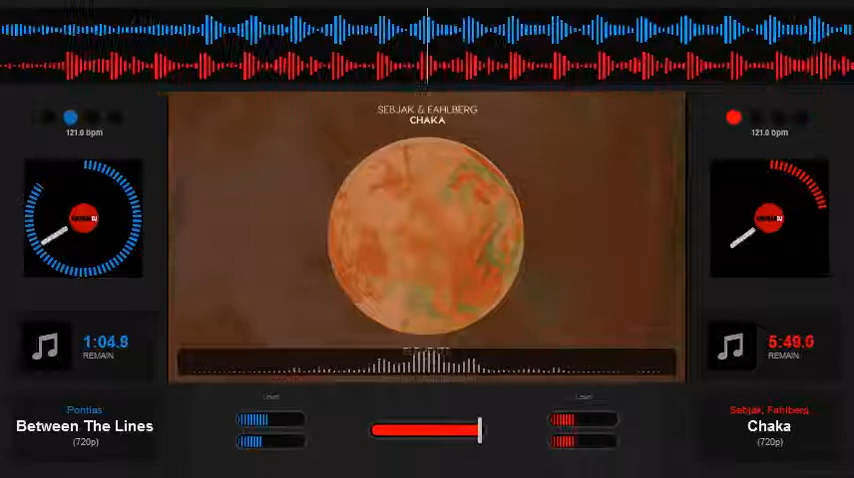 SEBJAK & FAHLBERG
CHAKA
121.0 bpm
121.0 bpm
1:04.9
REMAIN
5:49.0
REMAIN
Pontias
Between The Lines
(720p)
Sebjak, Fahlberg
Chaka
(720p)